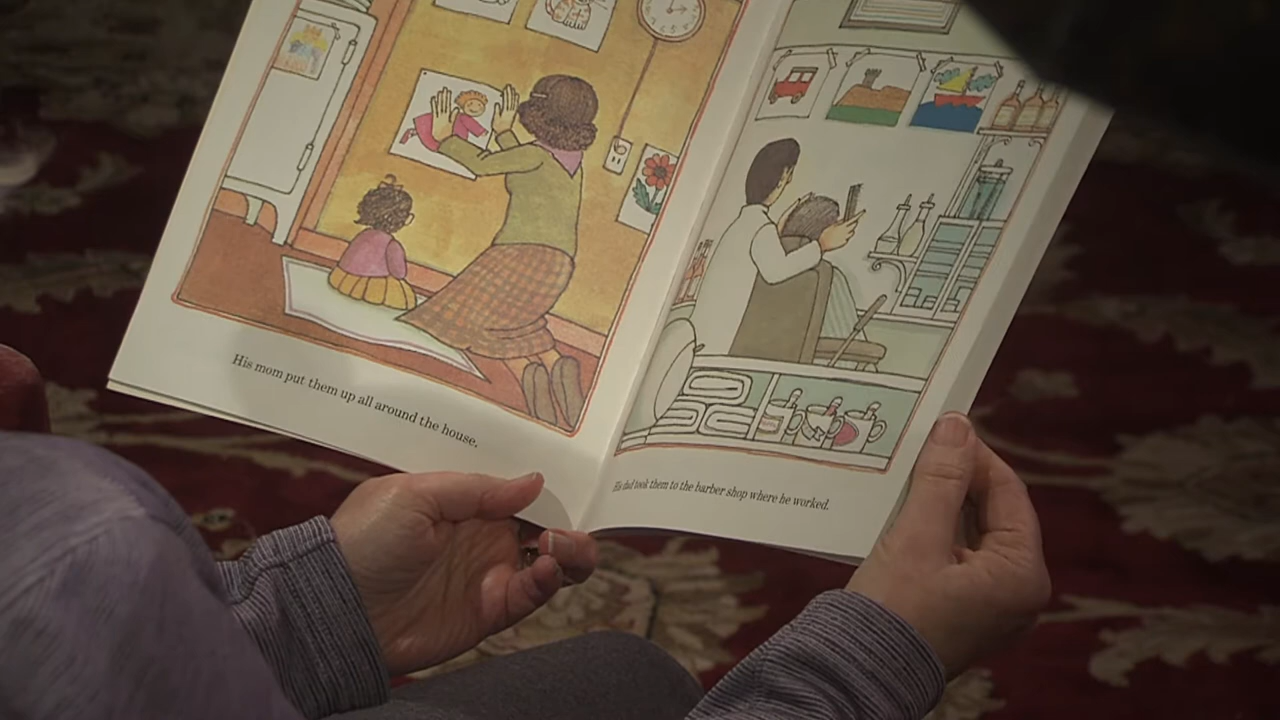 His mom put them up all around the house.
His dad took them to the barber shop where he worked.